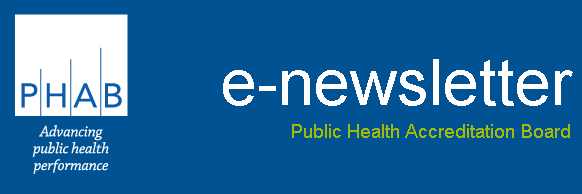 PHAB
Advancing
public health
performance
e-newsletter
Public Health Accreditation Board